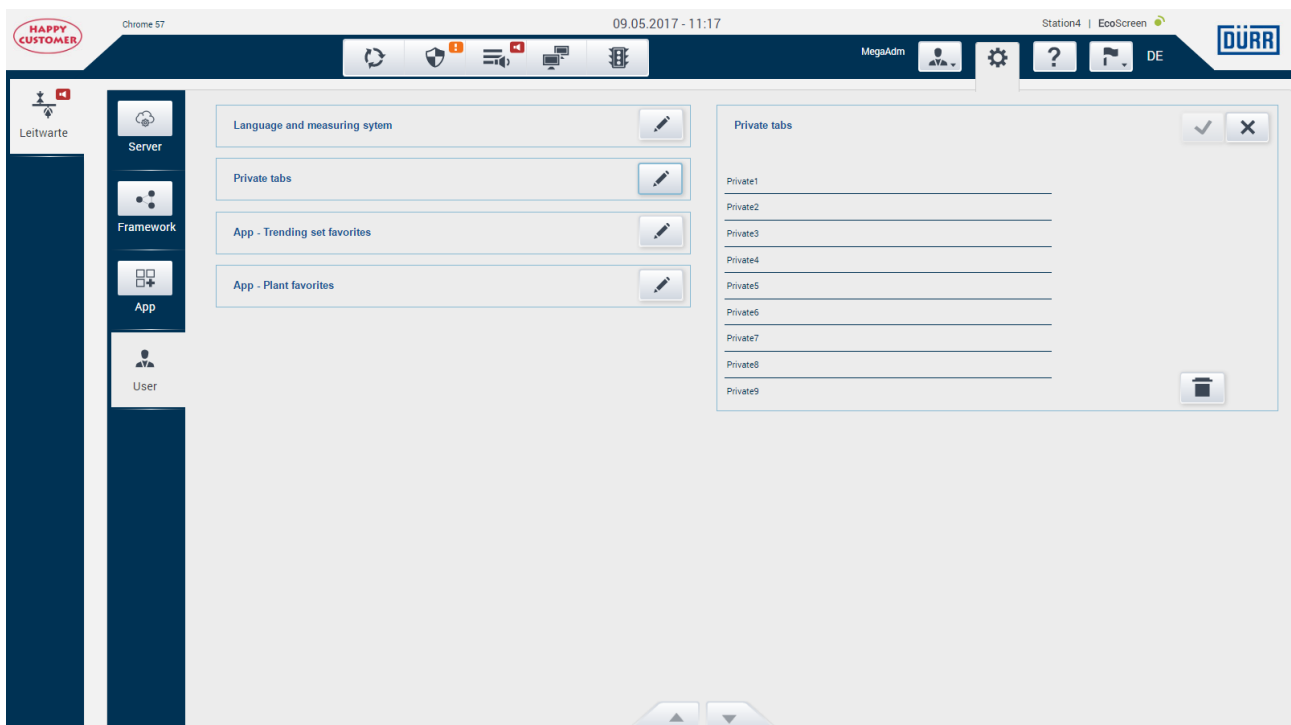 HAPPY
CUSTOMER
Chrome 57
09.05.2017 - 11:17
Station4 | EcoScreen
DÜRR
MegaAdm
?
DE
Leitwarte
Server
Framework
App
User
Language and measuring sytem
Private tabs
App - Trending set favorites
App - Plant favorites
Private tabs
Private1
Private2
Private3
Private4
Private5
Private6
Private7
Private8
Private9